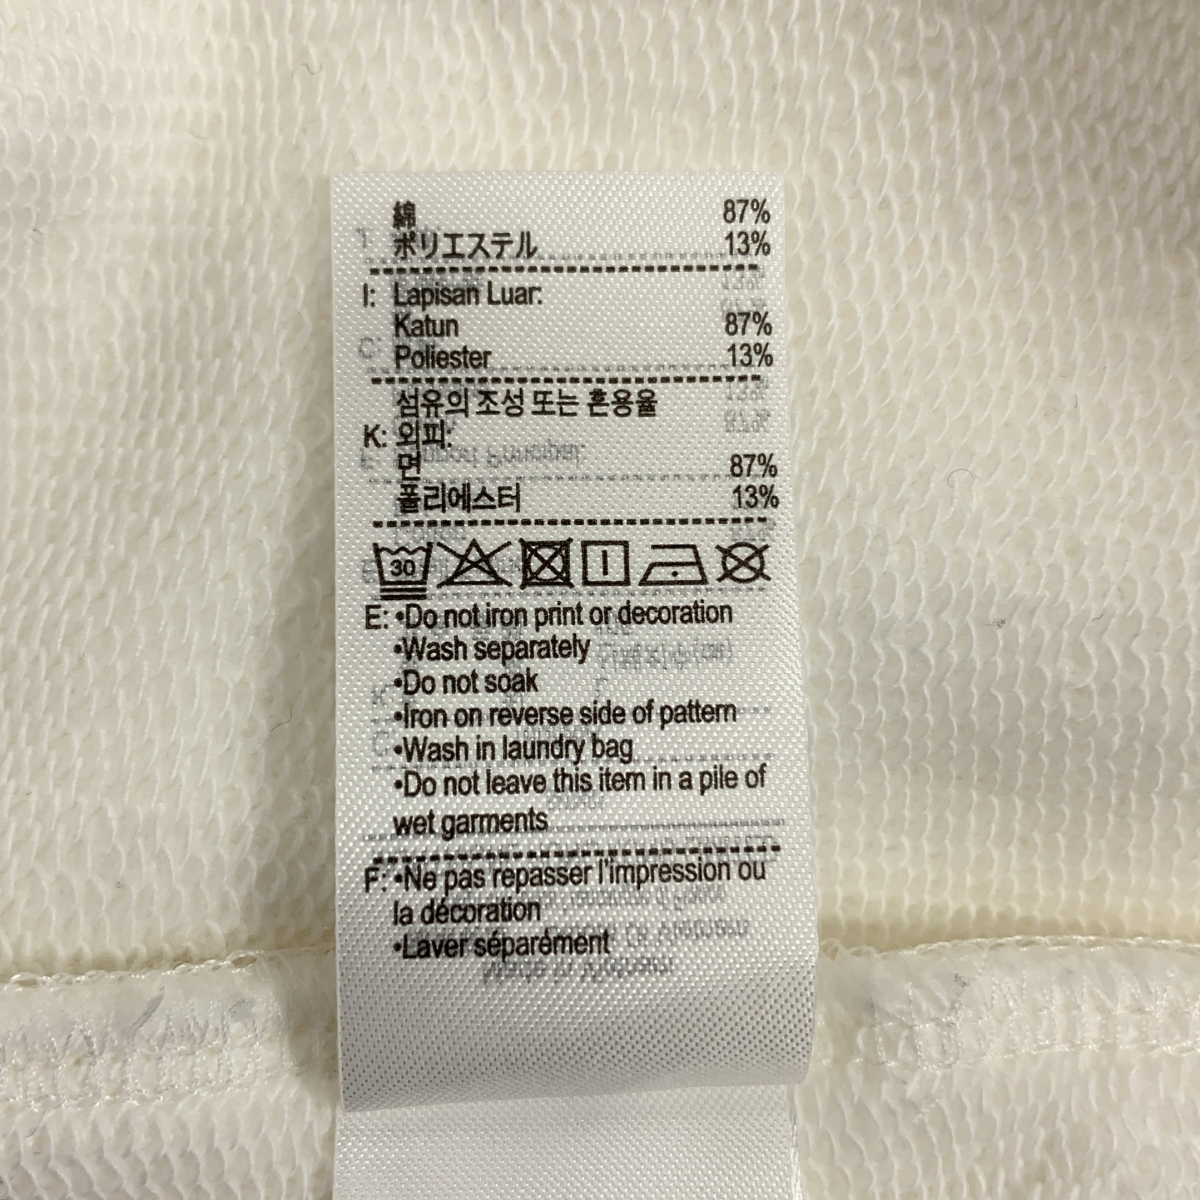 綿 87%
ポリエステル 13%
I: Lapisan Luar:
Katun 87%
Poliester 13%
섬유의 조성 또는 혼용율
K: 외피:
면 87%
폴리에스터 13%
30
E: •Do not iron print or decoration
•Wash separately
•Do not soak
•Iron on reverse side of pattern
•Wash in laundry bag
•Do not leave this item in a pile of
wet garments
F: •Ne pas repasser l'impression ou
la décoration
•Laver séparément